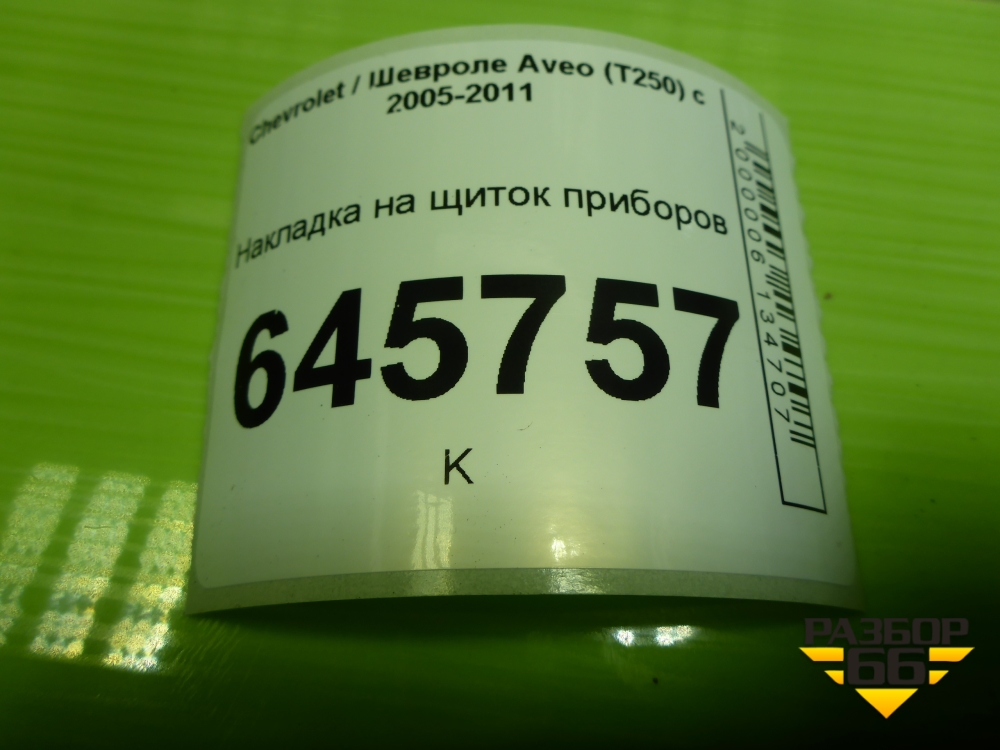 Chevrolet / Шевроле Aveo (T250) с
2005-2011
Накладка на щиток приборов
645757
К
2000006134707
РАЗБОР
66